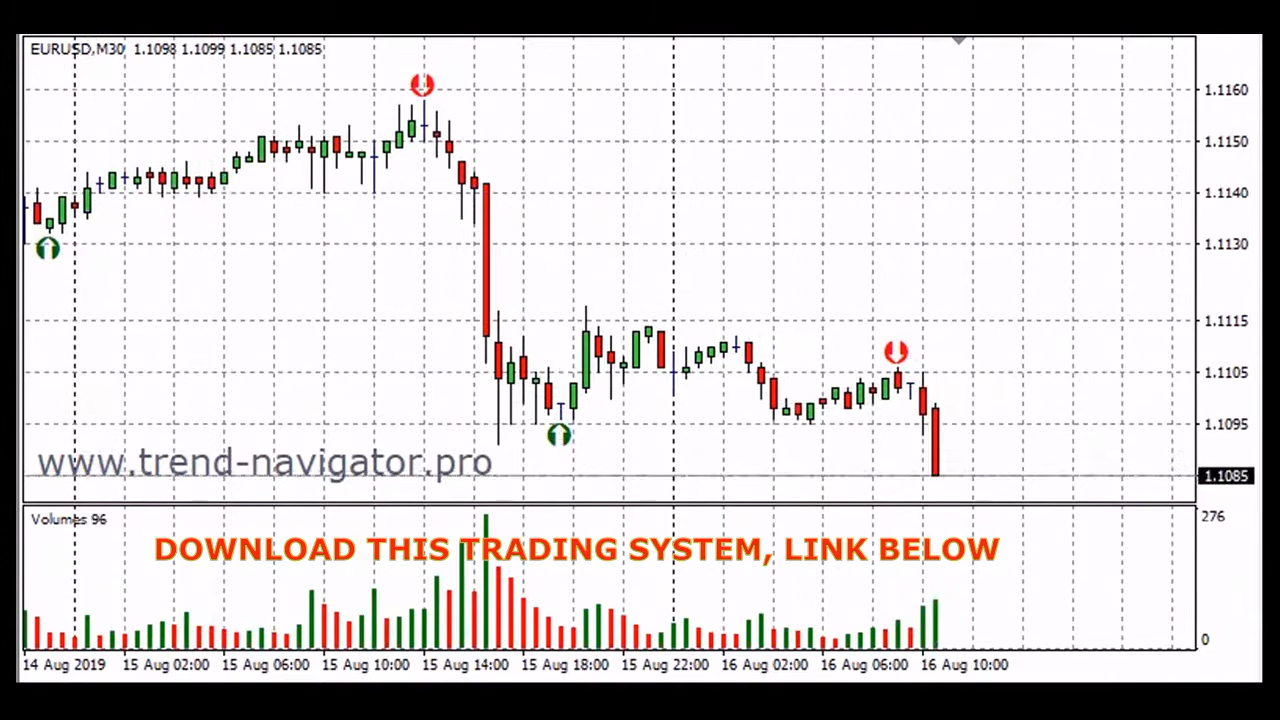 EURUSD,M30 1.1098 1.1099 1.1085 1.1085
1.1160
1.1150
1.1140
1.1130
1.1115
1.1105
1.1095
1.1085
www.trend-navigator.pro
Volumes 96
276
DOWNLOAD THIS TRADING SYSTEM, LINK BELOW
0
14 Aug 2019 15 Aug 02:00 15 Aug 06:00 15 Aug 10:00 15 Aug 14:00 15 Aug 18:00 15 Aug 22:00 16 Aug 02:00 16 Aug 06:00 16 Aug 10:00